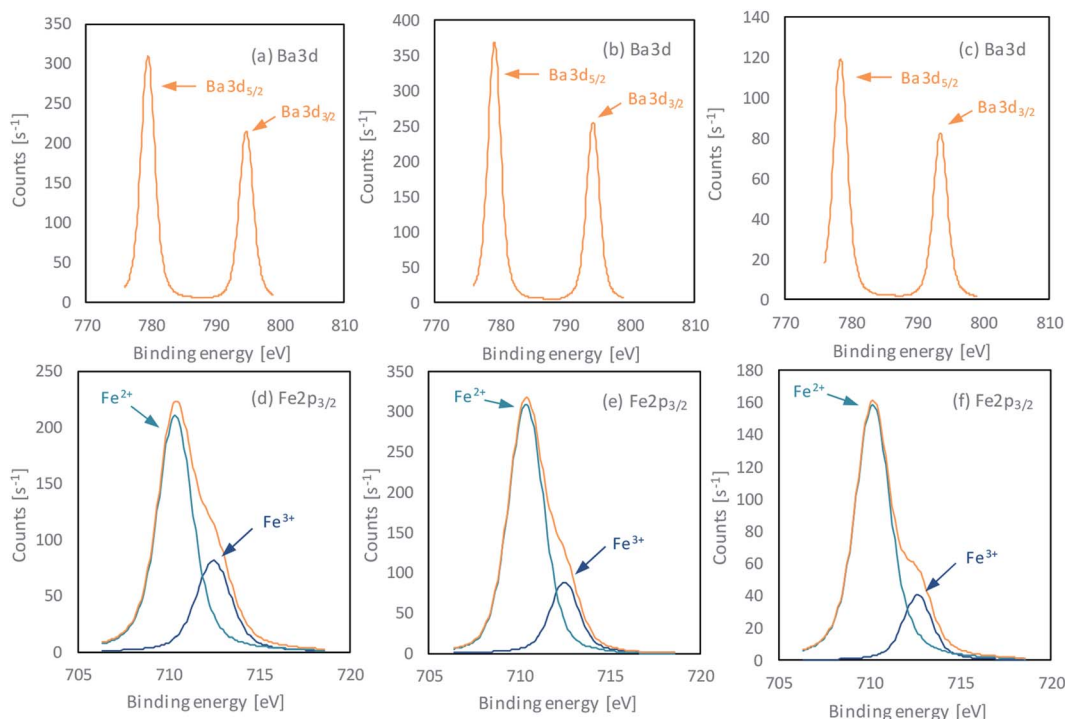 (a) Ba3d
Ba3d5/2
Ba3d3/2
Counts [s-1]
350
300
250
200
150
100
50
0
770 780 790 800 810
Binding energy [eV]
(b) Ba3d
Ba3d5/2
Ba3d3/2
Counts [s-1]
400
350
300
250
200
150
100
50
0
770 780 790 800 810
Binding energy [eV]
(c) Ba3d
Ba3d5/2
Ba3d3/2
Counts [s-1]
140
120
100
80
60
40
20
0
770 780 790 800 810
Binding energy [eV]
(d) Fe2p3/2
Fe2+
Fe3+
Counts [s-1]
250
200
150
100
50
0
705 710 715 720
Binding energy [eV]
(e) Fe2p3/2
Fe2+
Fe3+
Counts [s-1]
350
300
250
200
150
100
50
0
705 710 715 720
Binding energy [eV]
(f) Fe2p3/2
Fe2+
Fe3+
Counts [s-1]
180
160
140
120
100
80
60
40
20
0
705 710 715 720
Binding energy [eV]